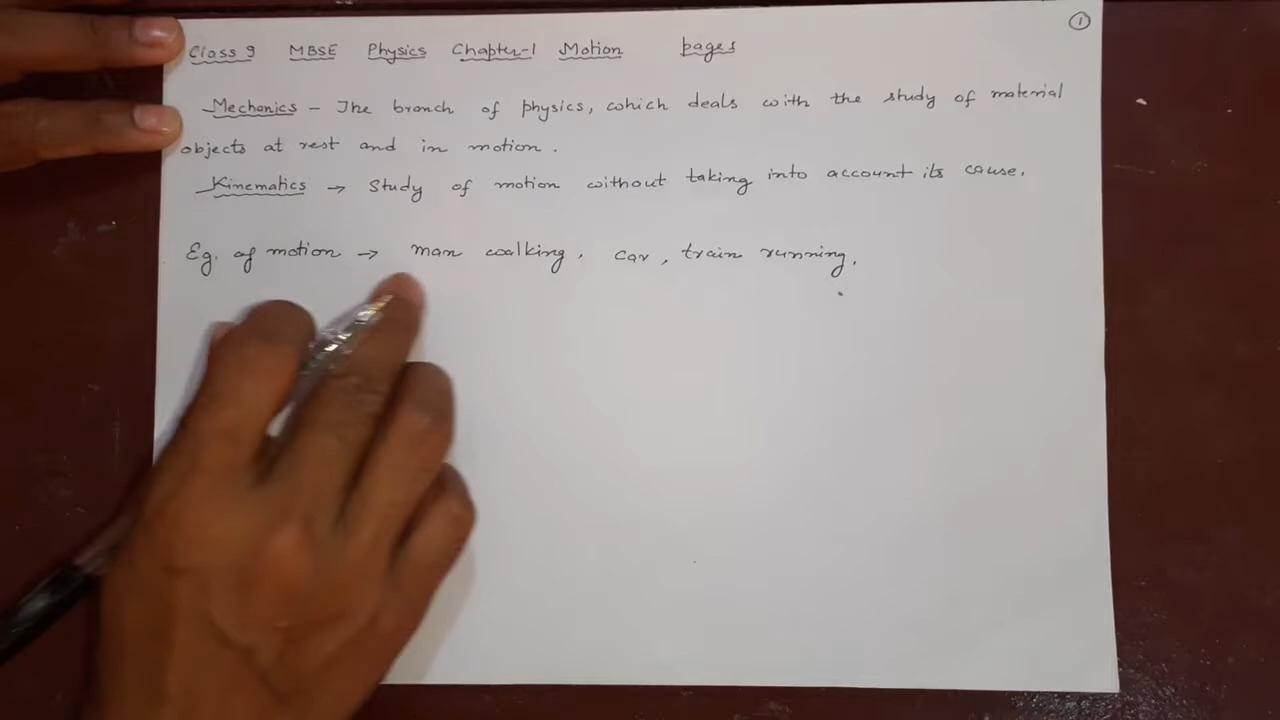 ①
Class 9 MBSE Physics Chapter-1 Motion pages
Mechanics – The branch of physics, which deals with the study of material
objects at rest and in motion.
Kinematics → Study of motion without taking into account its cause.
Eg. of motion → man walking, car, train running.